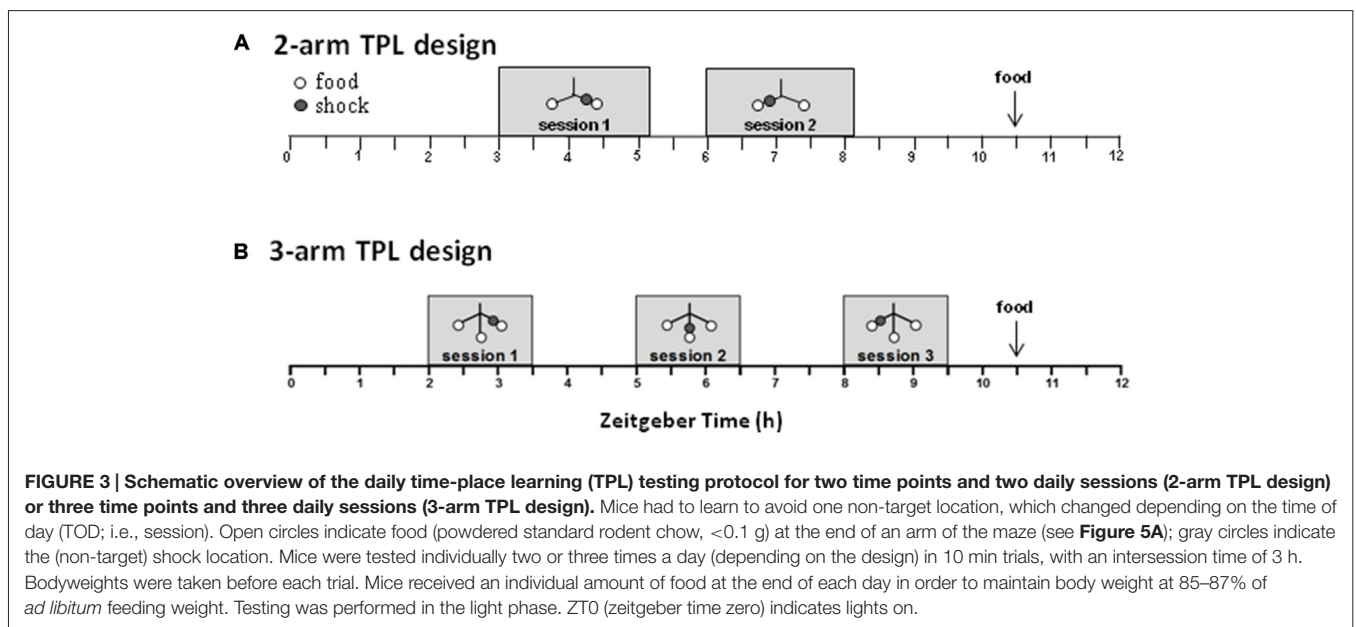 A 2-arm TPL design
food
shock
food
session 1
session 2
0 1 2 3 4 5 6 7 8 9 10 11 12
B 3-arm TPL design
food
session 1
session 2
session 3
0 1 2 3 4 5 6 7 8 9 10 11 12
Zeitgeber Time (h)
FIGURE 3 | Schematic overview of the daily time-place learning (TPL) testing protocol for two time points and two daily sessions (2-arm TPL design)
or three time points and three daily sessions (3-arm TPL design). Mice had to learn to avoid one non-target location, which changed depending on the time of
day (TOD; i.e., session). Open circles indicate food (powdered standard rodent chow, <0.1 g) at the end of an arm of the maze (see Figure 5A); gray circles indicate
the (non-target) shock location. Mice were tested individually two or three times a day (depending on the design) in 10 min trials, with an intersession time of 3 h.
Bodyweights were taken before each trial. Mice received an individual amount of food at the end of each day in order to maintain body weight at 85–87% of
ad libitum feeding weight. Testing was performed in the light phase. ZT0 (zeitgeber time zero) indicates lights on.